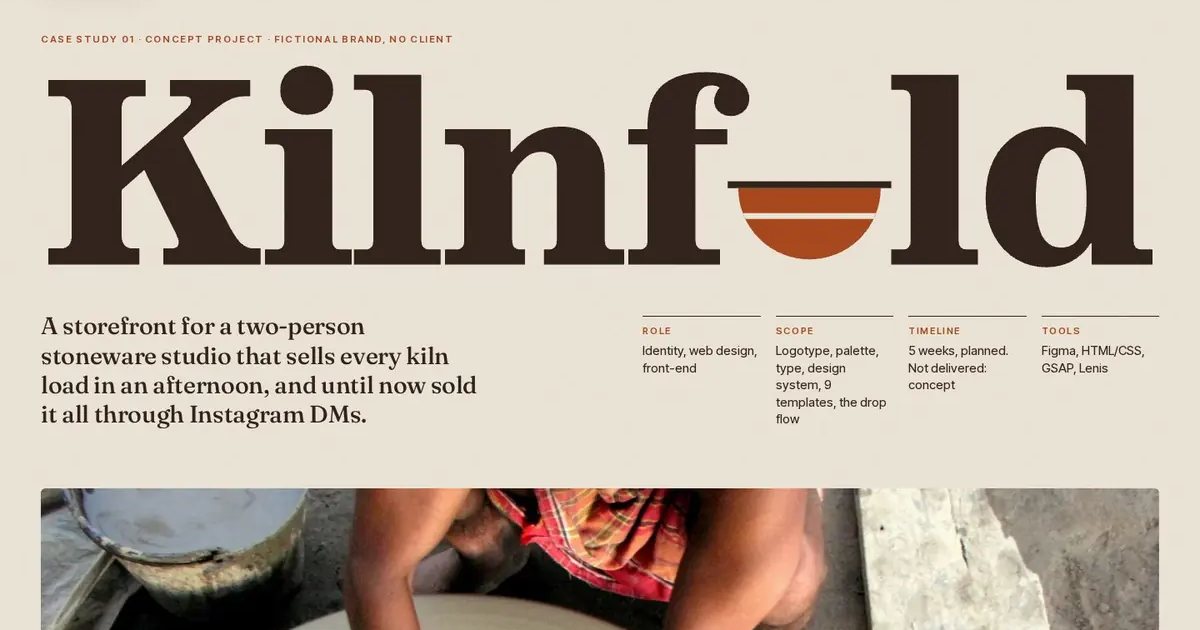 CASE STUDY 01 · CONCEPT PROJECT · FICTIONAL BRAND, NO CLIENT
Kilnfold
A storefront for a two-person
stoneware studio that sells every kiln
load in an afternoon, and until now sold
it all through Instagram DMs.
ROLE
Identity, web design,
front-end
SCOPE
Logotype, palette,
type, design
system, 9
templates, the drop
flow
TIMELINE
5 weeks, planned.
Not delivered:
concept
TOOLS
Figma, HTML/CSS,
GSAP, Lenis